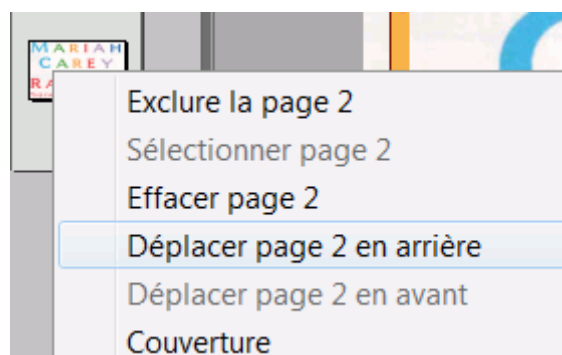 MARIAH
CAREY
Exclure la page 2
Sélectionner page 2
Effacer page 2
Déplacer page 2 en arrière
Déplacer page 2 en avant
Couverture